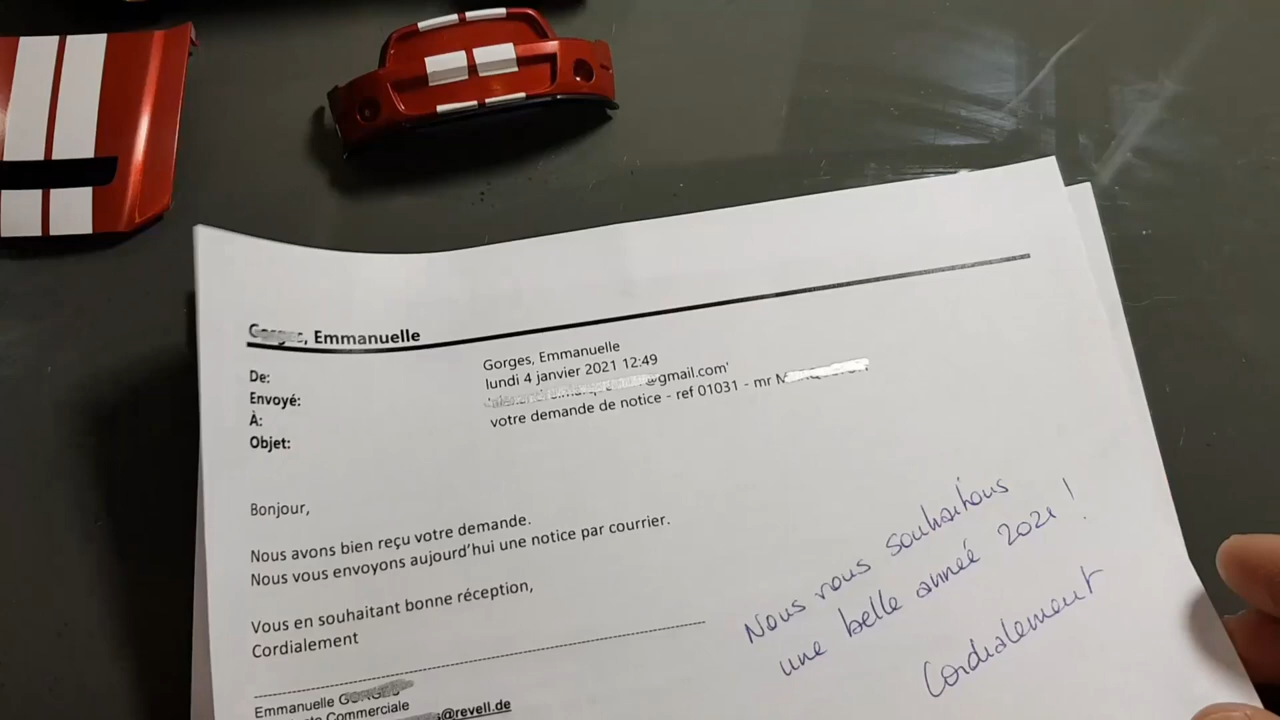 , Emmanuelle
De: Gorges, Emmanuelle
Envoyé: lundi 4 janvier 2021 12:49
À: @gmail.com'
Objet: votre demande de notice - ref 01031 - mr M
Bonjour,
Nous avons bien reçu votre demande.
Nous vous envoyons aujourd'hui une notice par courrier.
Vous en souhaitant bonne réception,
Cordialement
Emmanuelle
Commerciale
s@revell.de
Nous vous souhaitons
une belle année 2021 !
Cordialement